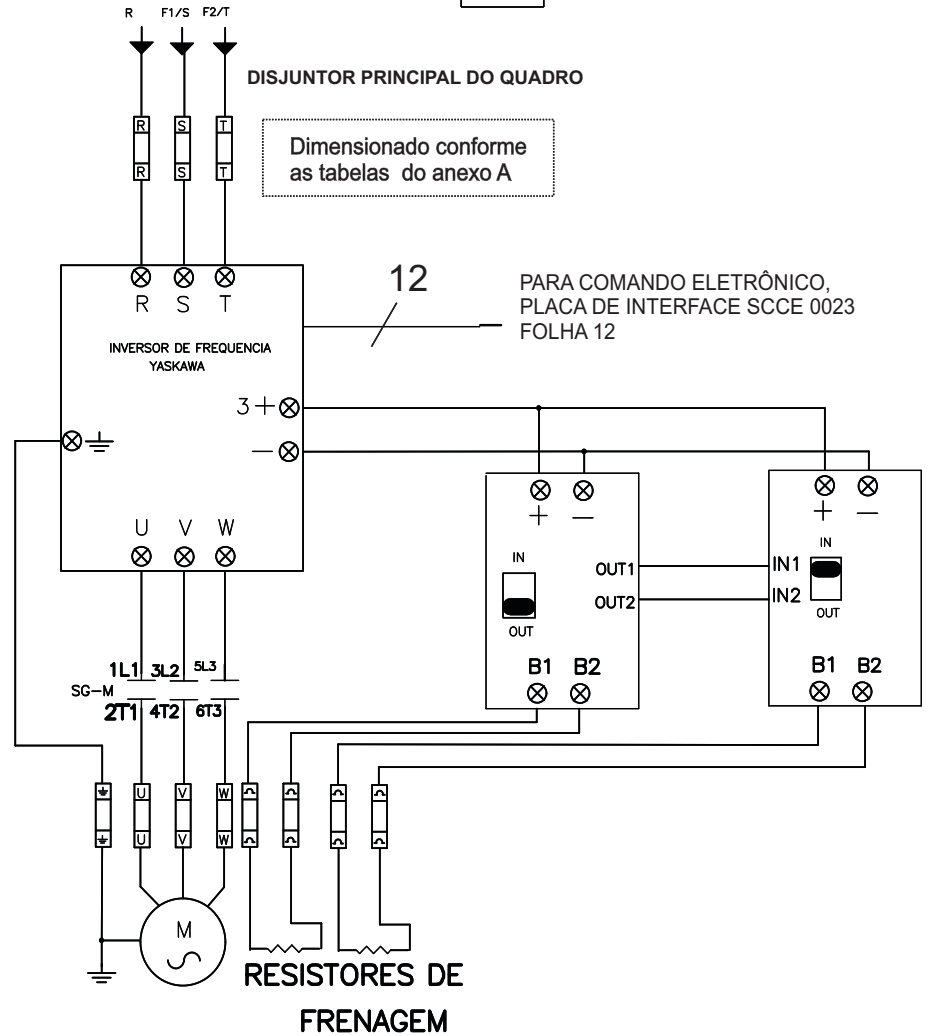 R F1/S F2/T
DISJUNTOR PRINCIPAL DO QUADRO
R S T
R S T
Dimensionado conforme
as tabelas do anexo A
R S T
12
PARA COMANDO ELETRÔNICO,
PLACA DE INTERFACE SCCE 0023
FOLHA 12
INVERSOR DE FREQUENCIA
YASKAWA
3 +
—
+ —
+ —
U V W
IN
OUT
OUT1
OUT2
IN1
IN2
IN
OUT
B1 B2
B1 B2
1L1 3L2 5L3
SG-M
2T1 4T2 6T3
U V W
U V W
M
RESISTORES DE
FRENAGEM